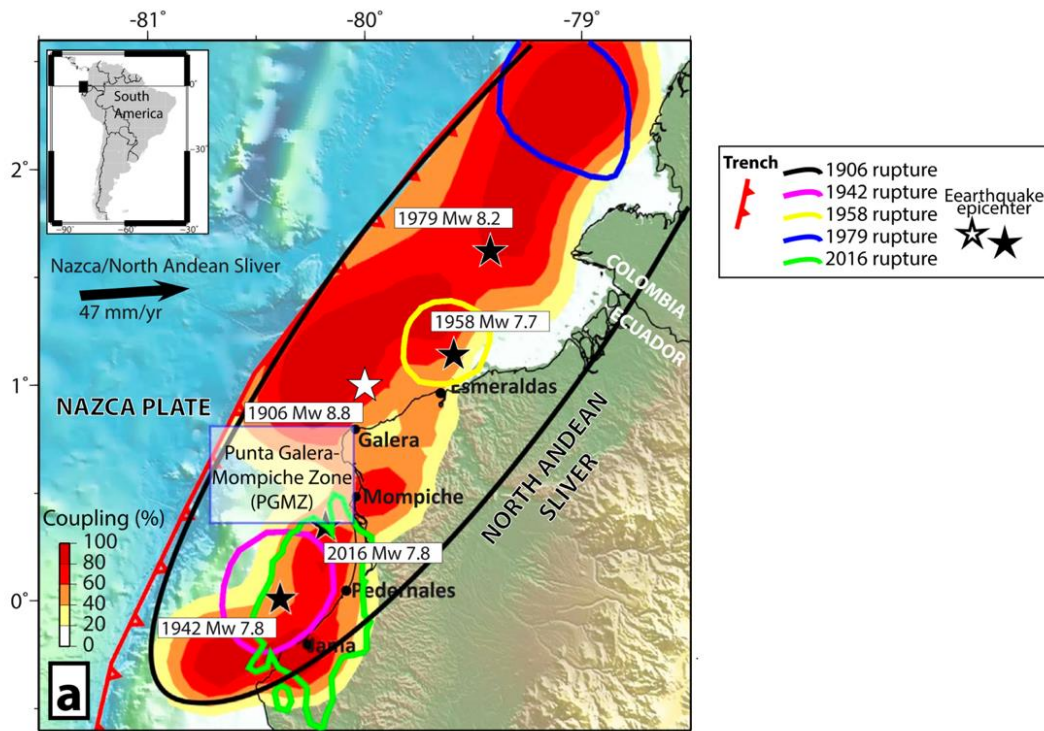 -81
-80
-79
South
America
0°
-30°
-90°
-60°
-30°
2°
1°
0°
1979 Mw 8.2
Nazca/North Andean Sliver
47 mm/yr
COLOMBIA
ECUADOR
1958 Mw 7.7
Esmeraldas
NAZCA PLATE
1906 Mw 8.8
Galera
Punta Galera-
Mompiche Zone
(PGMZ)
Mompiche
NORTH ANDEAN
SLIVER
Coupling (%)
100
80
60
40
20
0
2016 Mw 7.8
Pedernales
1942 Mw 7.8
Jama
a
Trench
1906 rupture
1942 rupture
1958 rupture
1979 rupture
2016 rupture
Eearthquake
epicenter